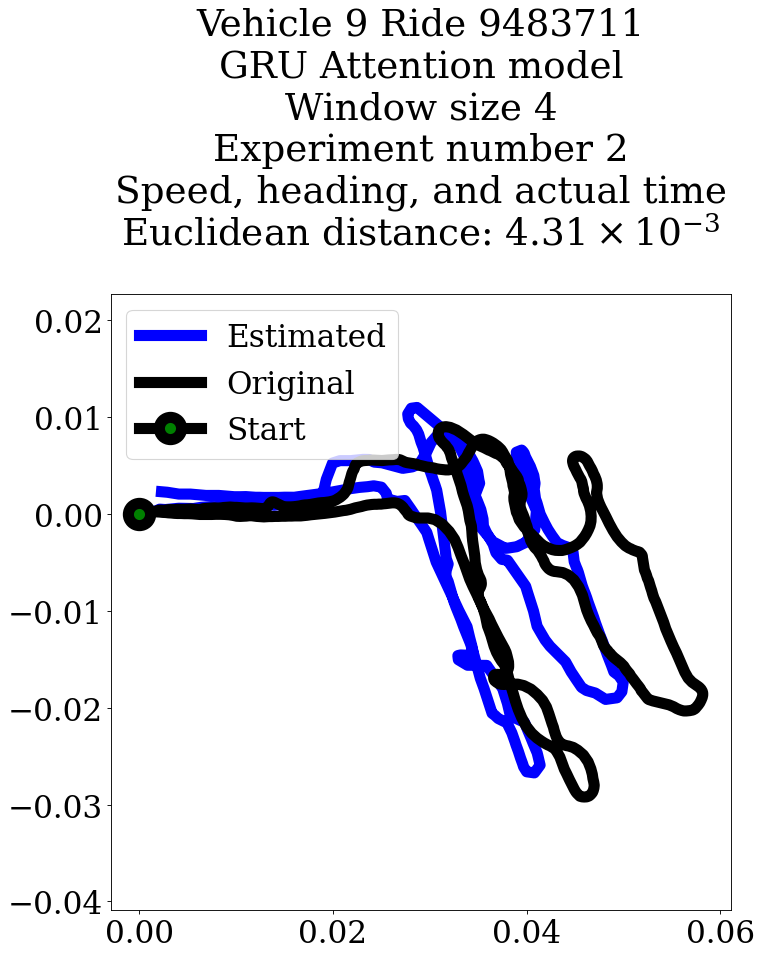 Vehicle 9 Ride 9483711
GRU Attention model
Window size 4
Experiment number 2
Speed, heading, and actual time
Euclidean distance: 4.31 × 10⁻³
Estimated
Original
Start
0.02
0.01
0.00
−0.01
−0.02
−0.03
−0.04
0.00 0.02 0.04 0.06